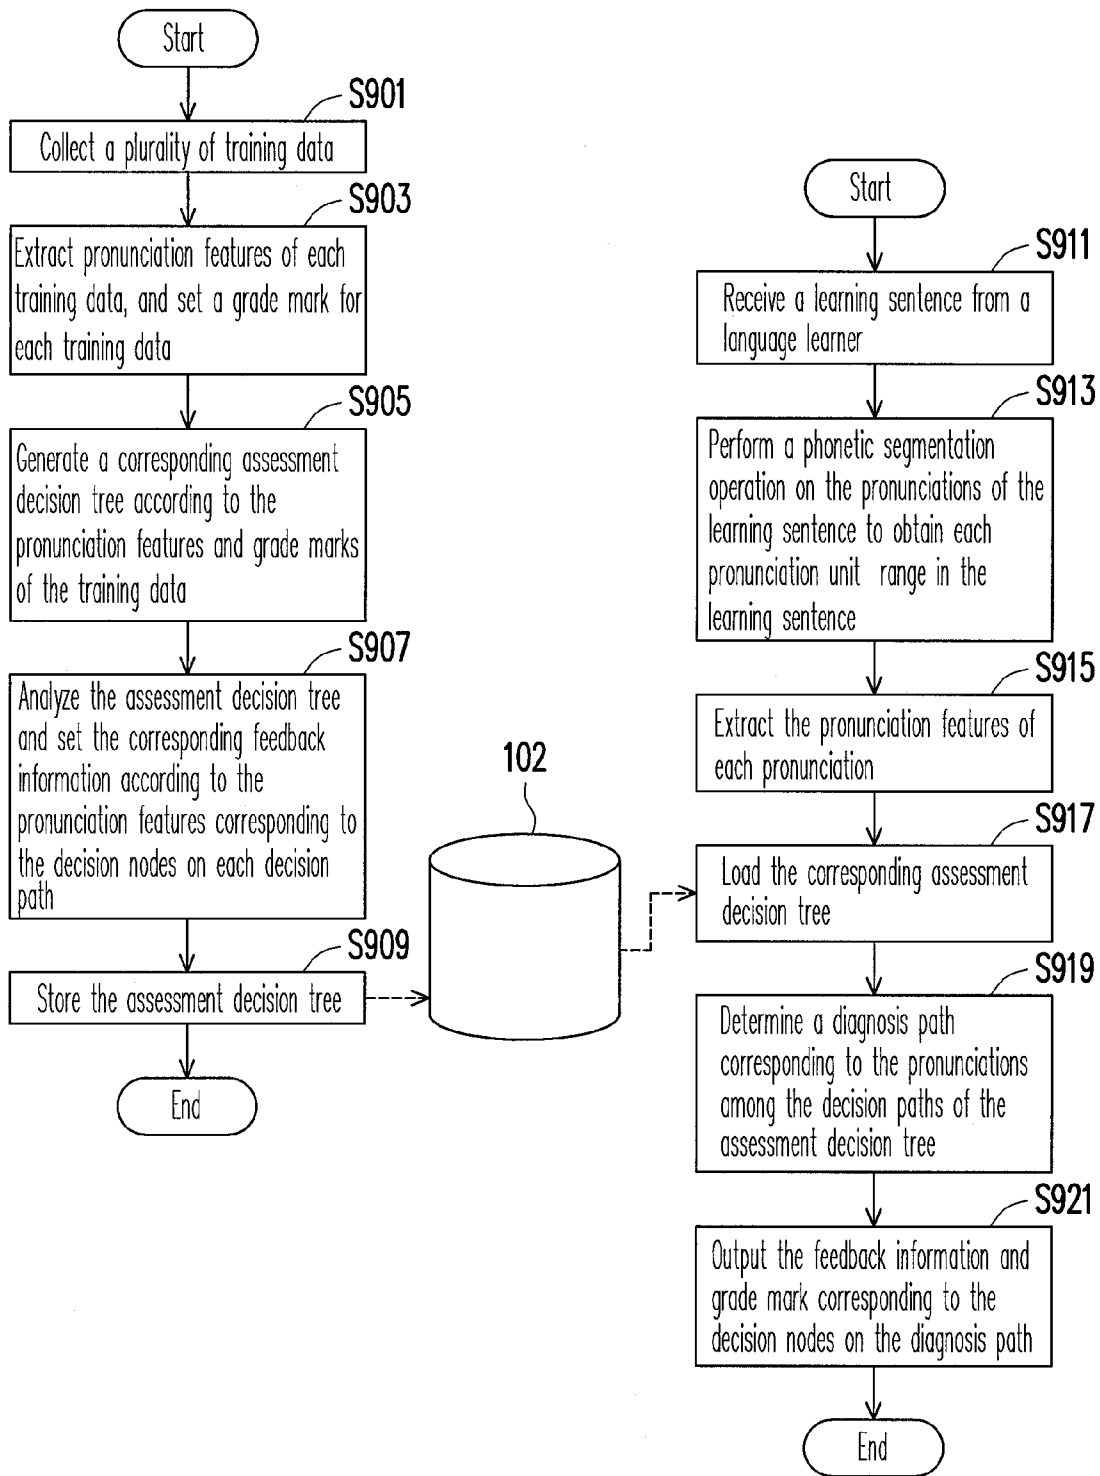 Start
S901
Collect a plurality of training data
S903
Extract pronunciation features of each
training data, and set a grade mark for
each training data
S905
Generate a corresponding assessment
decision tree according to the
pronunciation features and grade marks
of the training data
S907
Analyze the assessment decision tree
and set the corresponding feedback
information according to the
pronunciation features corresponding to
the decision nodes on each decision
path
S909
Store the assessment decision tree
End
102
Start
S911
Receive a learning sentence from a
language learner
S913
Perform a phonetic segmentation
operation on the pronunciations of the
learning sentence to obtain each
pronunciation unit range in the
learning sentence
S915
Extract the pronunciation features of
each pronunciation
S917
Load the corresponding assessment
decision tree
S919
Determine a diagnosis path
corresponding to the pronunciations
among the decision paths of the
assessment decision tree
S921
Output the feedback information and
grade mark corresponding to the
decision nodes on the diagnosis path
End